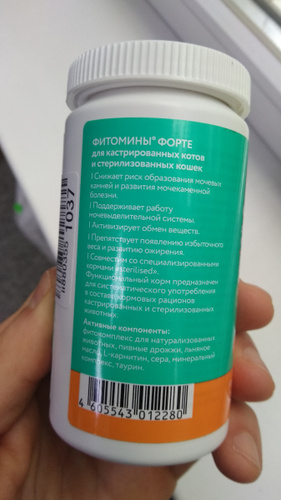 ФИТОМИНЫ® ФОРТЕ
для кастрированных котов
и стерилизованных кошек
| Снижает риск образования мочевых
камней и развития мочекаменной
болезни.
| Поддерживает работу
мочевыделительной системы.
| Активизирует обмен веществ.
| Препятствует появлению избыточного
веса и развитию ожирения.
| Совместим со специализированными
кормами «sterilised».
Функциональный корм предназначен
для систематического употребления
в составе кормовых рационов
кастрированных и стерилизованных
животных.
Активные компоненты:
фитокомплекс для натурализованных
животных, пивные дрожжи, льняное
масло, L-карнитин, сера, минеральный
комплекс, таурин.
4 605543 012280
1037